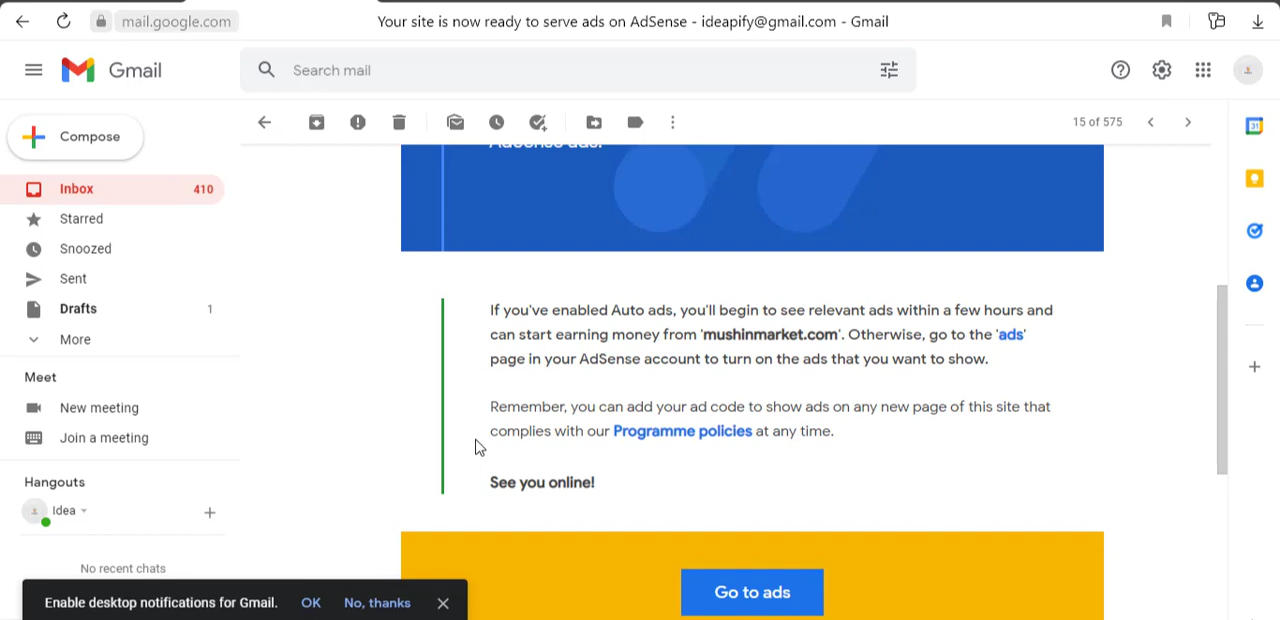 mail.google.com
Your site is now ready to serve ads on AdSense - ideapify@gmail.com - Gmail
Gmail
Search mail
Compose
15 of 575
AdSense ads.
Inbox 410
Starred
Snoozed
Sent
Drafts 1
More
Meet
New meeting
Join a meeting
Hangouts
Idea
No recent chats
If you've enabled Auto ads, you'll begin to see relevant ads within a few hours and
can start earning money from 'mushinmarket.com'. Otherwise, go to the 'ads'
page in your AdSense account to turn on the ads that you want to show.
Remember, you can add your ad code to show ads on any new page of this site that
complies with our Programme policies at any time.
See you online!
Go to ads
Enable desktop notifications for Gmail. OK No, thanks
31